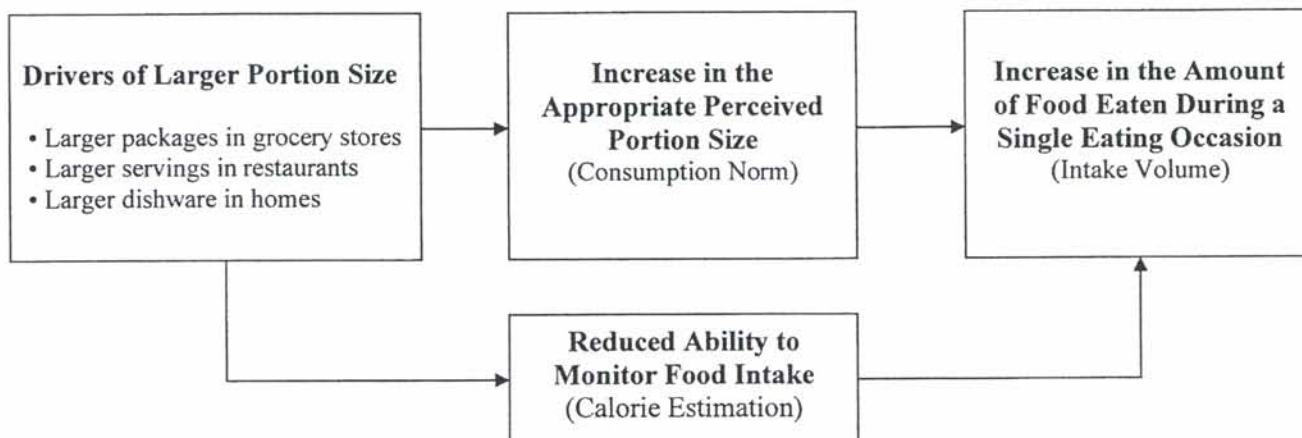 Drivers of Larger Portion Size
• Larger packages in grocery stores
• Larger servings in restaurants
• Larger dishware in homes
Increase in the
Appropriate Perceived
Portion Size
(Consumption Norm)
Increase in the Amount
of Food Eaten During a
Single Eating Occasion
(Intake Volume)
Reduced Ability to
Monitor Food Intake
(Calorie Estimation)